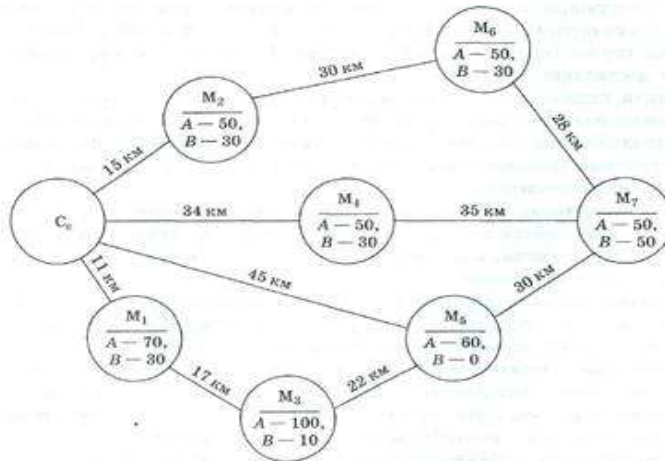 M₆
A — 50,
B — 30
30 км
M₂
A — 50,
B — 30
28 км
15 км
Cₑ
34 км
M₄
A — 50,
B — 30
35 км
M₇
A — 50,
B — 50
45 км
11 км
30 км
M₁
A — 70,
B — 30
M₅
A — 60,
B — 0
17 км
22 км
M₃
A — 100,
B — 10